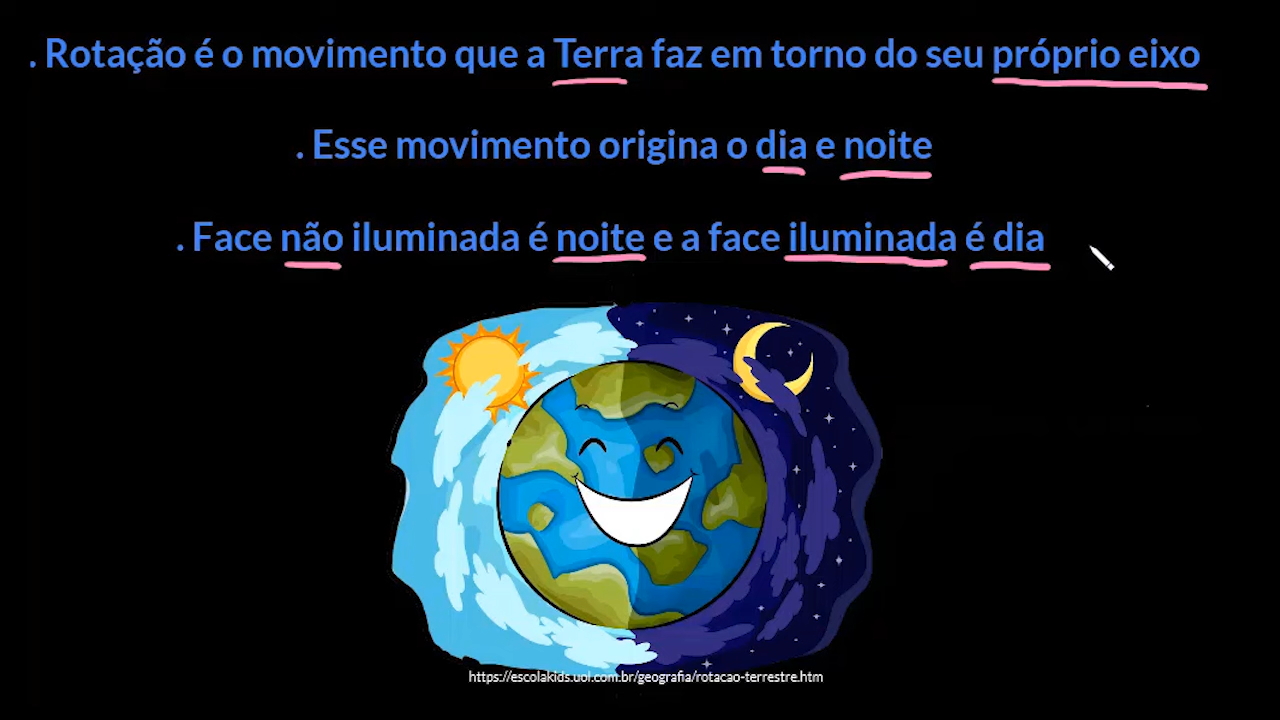 . Rotação é o movimento que a Terra faz em torno do seu próprio eixo
. Esse movimento origina o dia e noite
. Face não iluminada é noite e a face iluminada é dia
https://escolakids.uol.com.br/geografia/rotacao-terrestre.htm